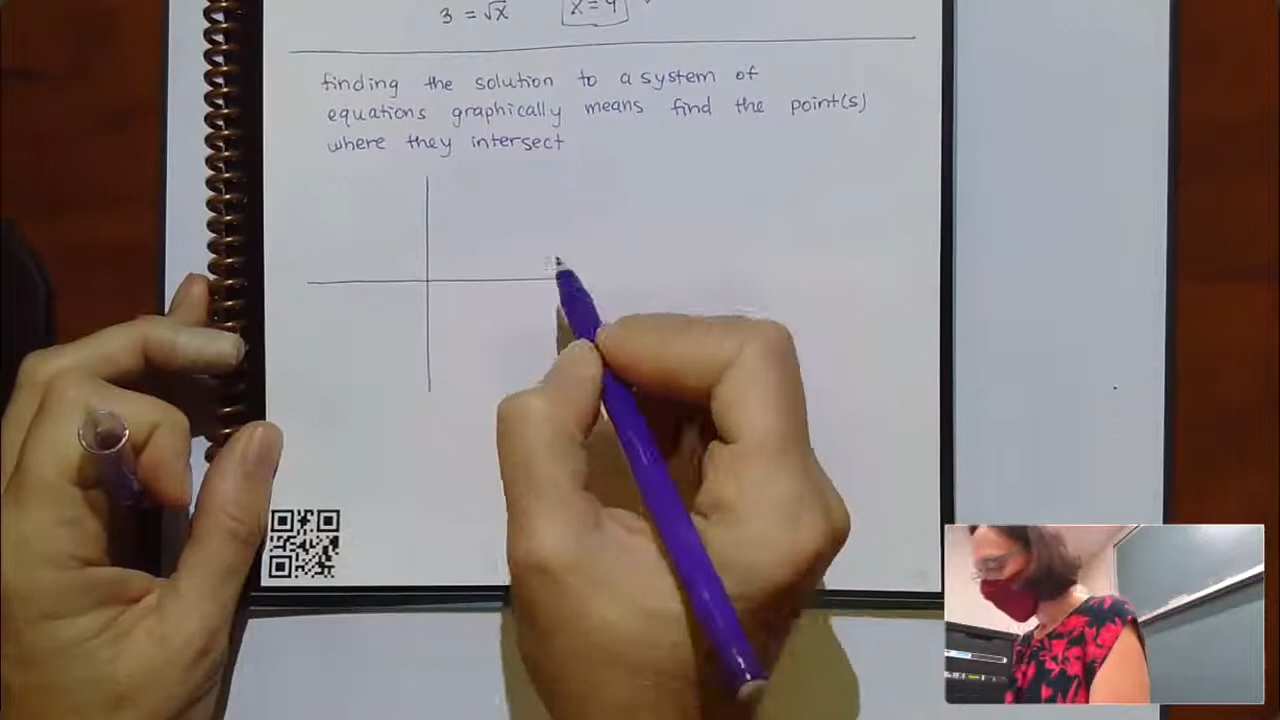 3 = √x x = 9
finding the solution to a system of
equations graphically means find the point(s)
where they intersect